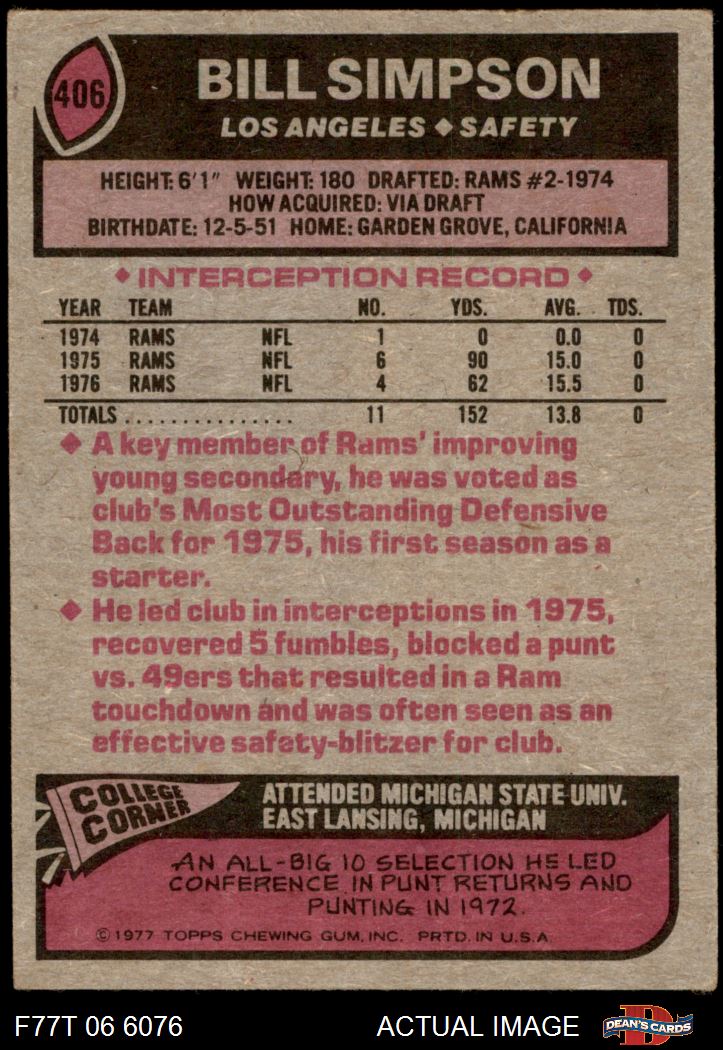 406
BILL SIMPSON
LOS ANGELES ◆ SAFETY
HEIGHT: 6'1" WEIGHT: 180 DRAFTED: RAMS #2-1974
HOW ACQUIRED: VIA DRAFT
BIRTHDATE: 12-5-51 HOME: GARDEN GROVE, CALIFORNIA
◆ INTERCEPTION RECORD ◆
YEAR TEAM NO. YDS. AVG. TDS.
1974 RAMS NFL 1 0 0.0 0
1975 RAMS NFL 6 90 15.0 0
1976 RAMS NFL 4 62 15.5 0
TOTALS ............... 11 152 13.8 0
◆ A key member of Rams' improving
young secondary, he was voted as
club's Most Outstanding Defensive
Back for 1975, his first season as a
starter.
◆ He led club in interceptions in 1975,
recovered 5 fumbles, blocked a punt
vs. 49ers that resulted in a Ram
touchdown and was often seen as an
effective safety-blitzer for club.
COLLEGE
CORNER
ATTENDED MICHIGAN STATE UNIV.
EAST LANSING, MICHIGAN
AN ALL-BIG 10 SELECTION HE LED
CONFERENCE IN PUNT RETURNS AND
PUNTING IN 1972.
©1977 TOPPS CHEWING GUM, INC. PRTD. IN U.S.A.
F77T 06 6076 ACTUAL IMAGE
D
DEAN'S CARDS